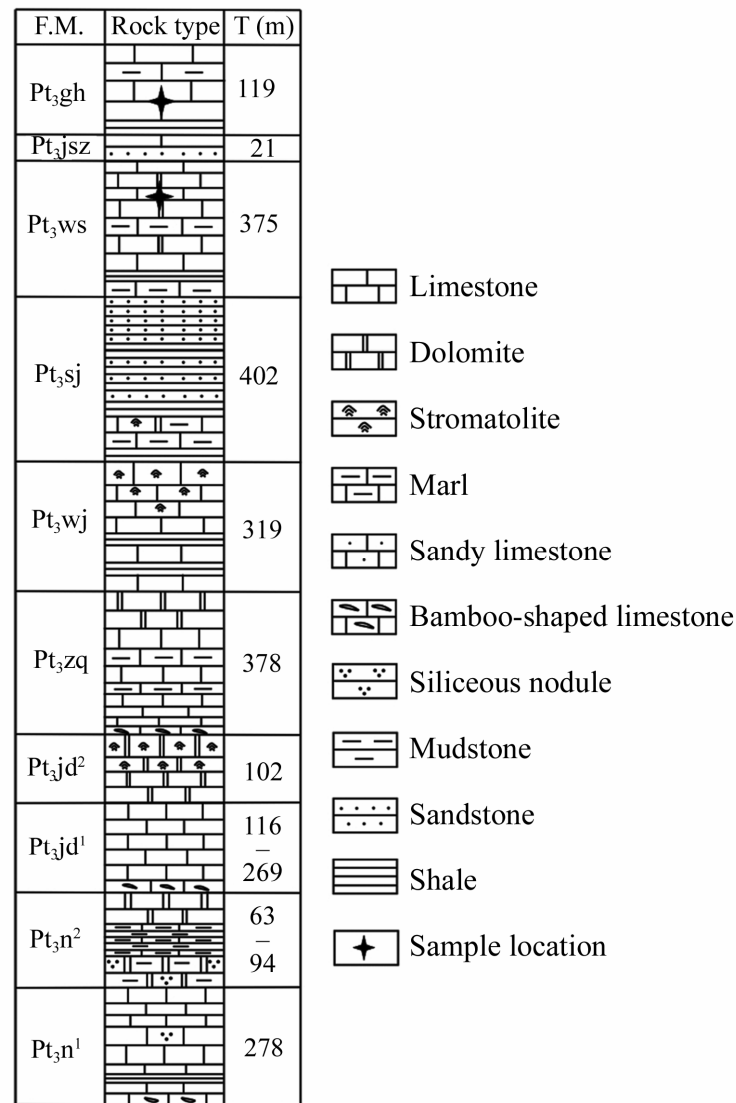 F.M. Rock type T (m)
Pt₃gh 119
Pt₃jsz 21
Pt₃ws 375
Pt₃sj 402
Pt₃wj 319
Pt₃zq 378
Pt₃jd² 102
Pt₃jd¹ 116
–
269
Pt₃n² 63
–
94
Pt₃n¹ 278
Limestone
Dolomite
Stromatolite
Marl
Sandy limestone
Bamboo-shaped limestone
Siliceous nodule
Mudstone
Sandstone
Shale
Sample location